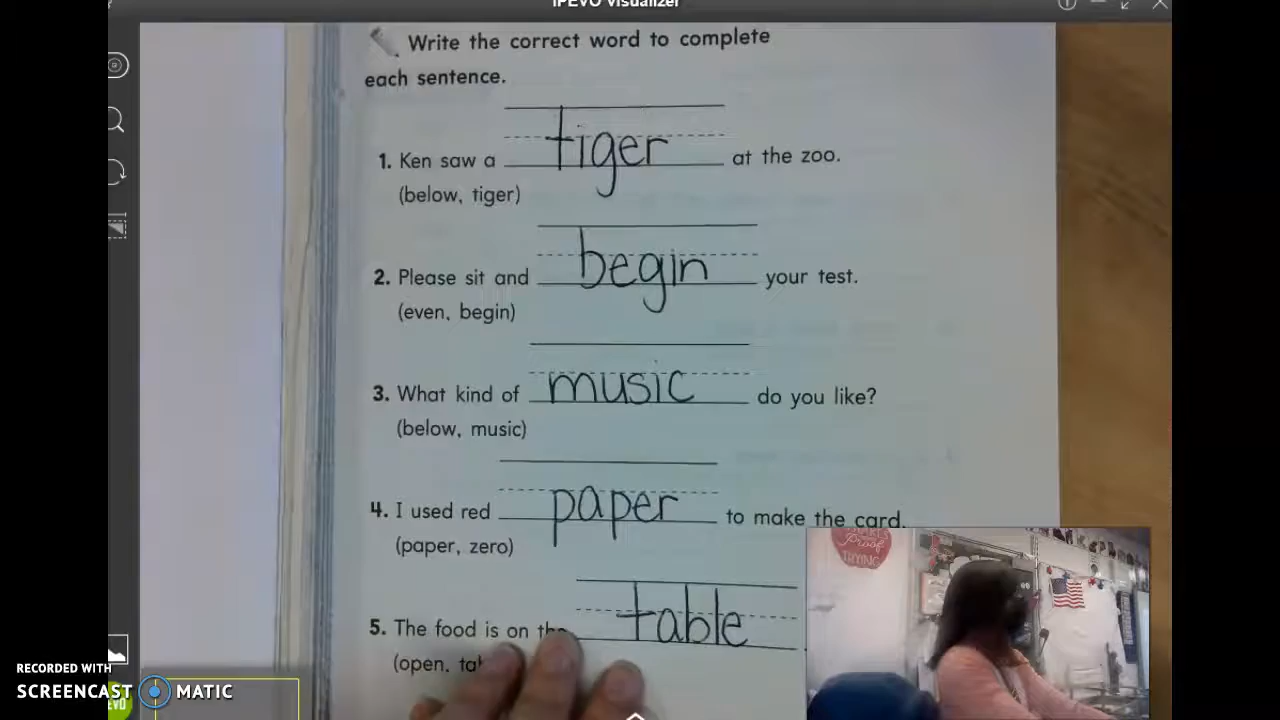 IPEVO Visualizer
Write the correct word to complete
each sentence.
1. Ken saw a tiger at the zoo.
(below, tiger)
2. Please sit and begin your test.
(even, begin)
3. What kind of music do you like?
(below, music)
4. I used red paper to make the card.
(paper, zero)
5. The food is on the table
(open,
Proof
TRYING
RECORDED WITH
SCREENCAST MATIC